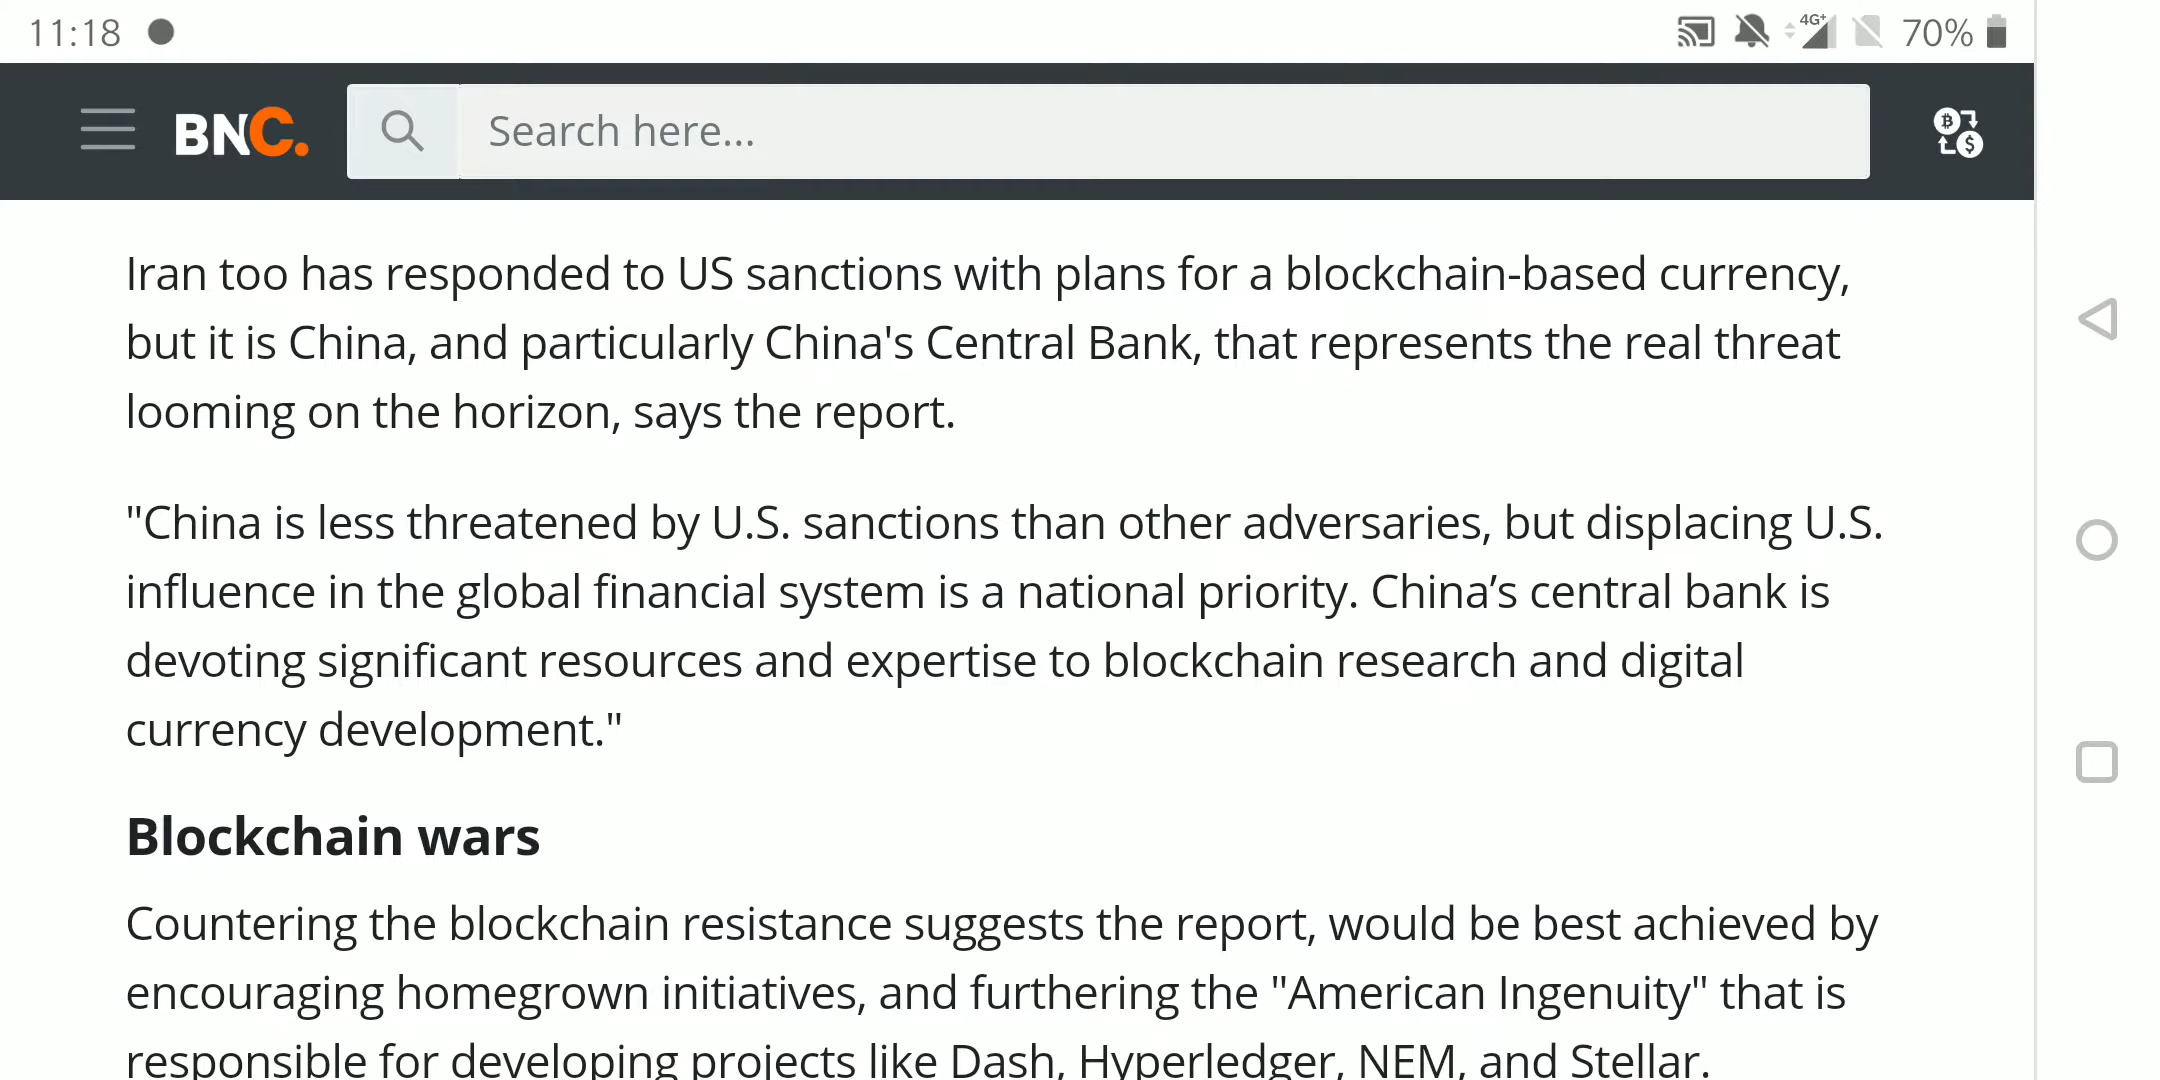 11:18
4G+
70%
BNC.
Search here...
Iran too has responded to US sanctions with plans for a blockchain-based currency,
but it is China, and particularly China's Central Bank, that represents the real threat
looming on the horizon, says the report.
"China is less threatened by U.S. sanctions than other adversaries, but displacing U.S.
influence in the global financial system is a national priority. China’s central bank is
devoting significant resources and expertise to blockchain research and digital
currency development."
Blockchain wars
Countering the blockchain resistance suggests the report, would be best achieved by
encouraging homegrown initiatives, and furthering the "American Ingenuity" that is
responsible for developing projects like Dash, Hyperledger, NEM, and Stellar.